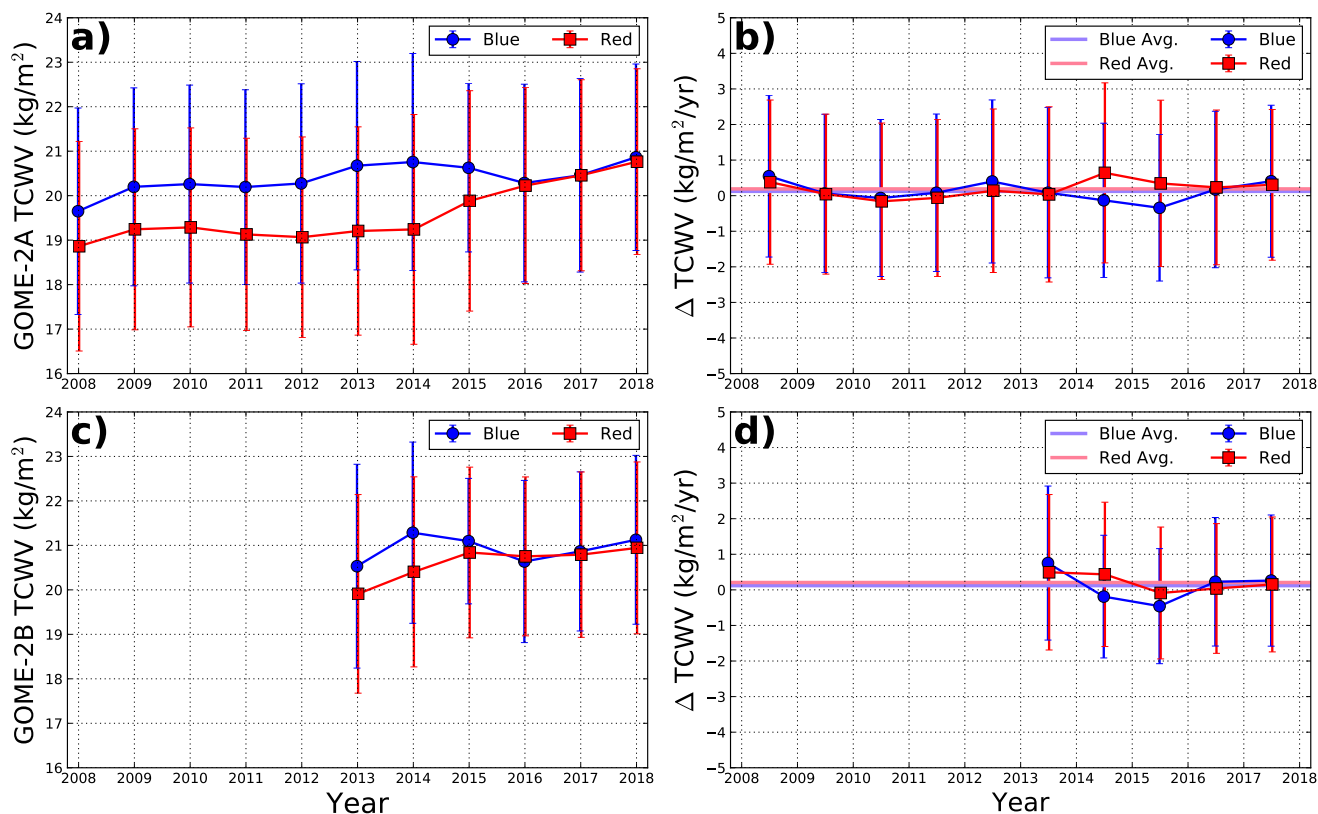 a)
Blue Red
GOME-2A TCWV (kg/m²)
24
23
22
21
20
19
18
17
16
2008 2009 2010 2011 2012 2013 2014 2015 2016 2017 2018
b)
Blue Avg. Blue
Red Avg. Red
Δ TCWV (kg/m²/yr)
5
4
3
2
1
0
−1
−2
−3
−4
−5
2008 2009 2010 2011 2012 2013 2014 2015 2016 2017 2018
c)
Blue Red
GOME-2B TCWV (kg/m²)
24
23
22
21
20
19
18
17
16
2008 2009 2010 2011 2012 2013 2014 2015 2016 2017 2018
Year
d)
Blue Avg. Blue
Red Avg. Red
Δ TCWV (kg/m²/yr)
5
4
3
2
1
0
−1
−2
−3
−4
−5
2008 2009 2010 2011 2012 2013 2014 2015 2016 2017 2018
Year